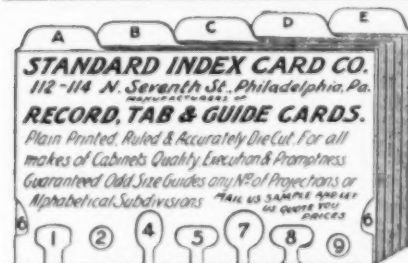 A B C D E
STANDARD INDEX CARD CO.
112-114 N. Seventh St., Philadelphia, Pa.
MANUFACTURERS OF
RECORD, TAB & GUIDE CARDS.
Plain Printed, Ruled & Accurately Die Cut, For all
makes of Cabinets Quality, Execution & Promptness
Guaranteed Odd Size Guides any No of Projections or
Alphabetical Subdivisions MAIL US SAMPLE AND LET
US QUOTE YOU
PRICES
6 1 2 4 5 7 8 9 6